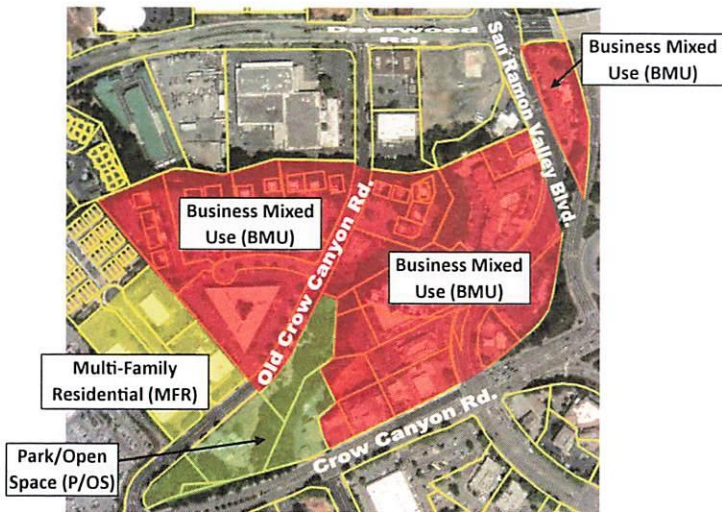 Deerwood
Rd.
San Ramon Valley Blvd.
Business Mixed
Use (BMU)
Business Mixed
Use (BMU)
Old Crow Canyon Rd.
Business Mixed
Use (BMU)
Multi-Family
Residential (MFR)
Park/Open
Space (P/OS)
Crow Canyon Rd.